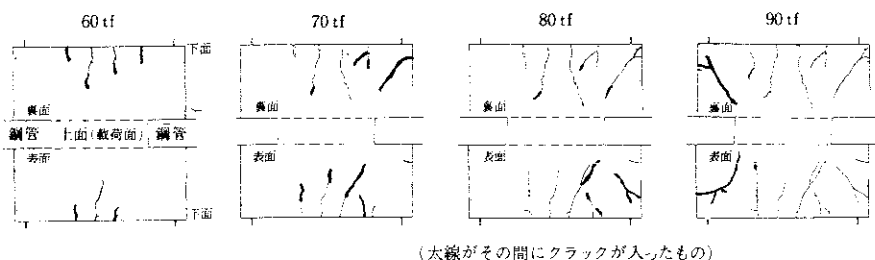 60 tf 70 tf 80 tf 90 tf
下面
裏面 裏面 裏面 裏面
鋼管 上面(載荷面) 鋼管
表面 表面 表面 表面
下面
(太線がその間にクラックが入ったもの)